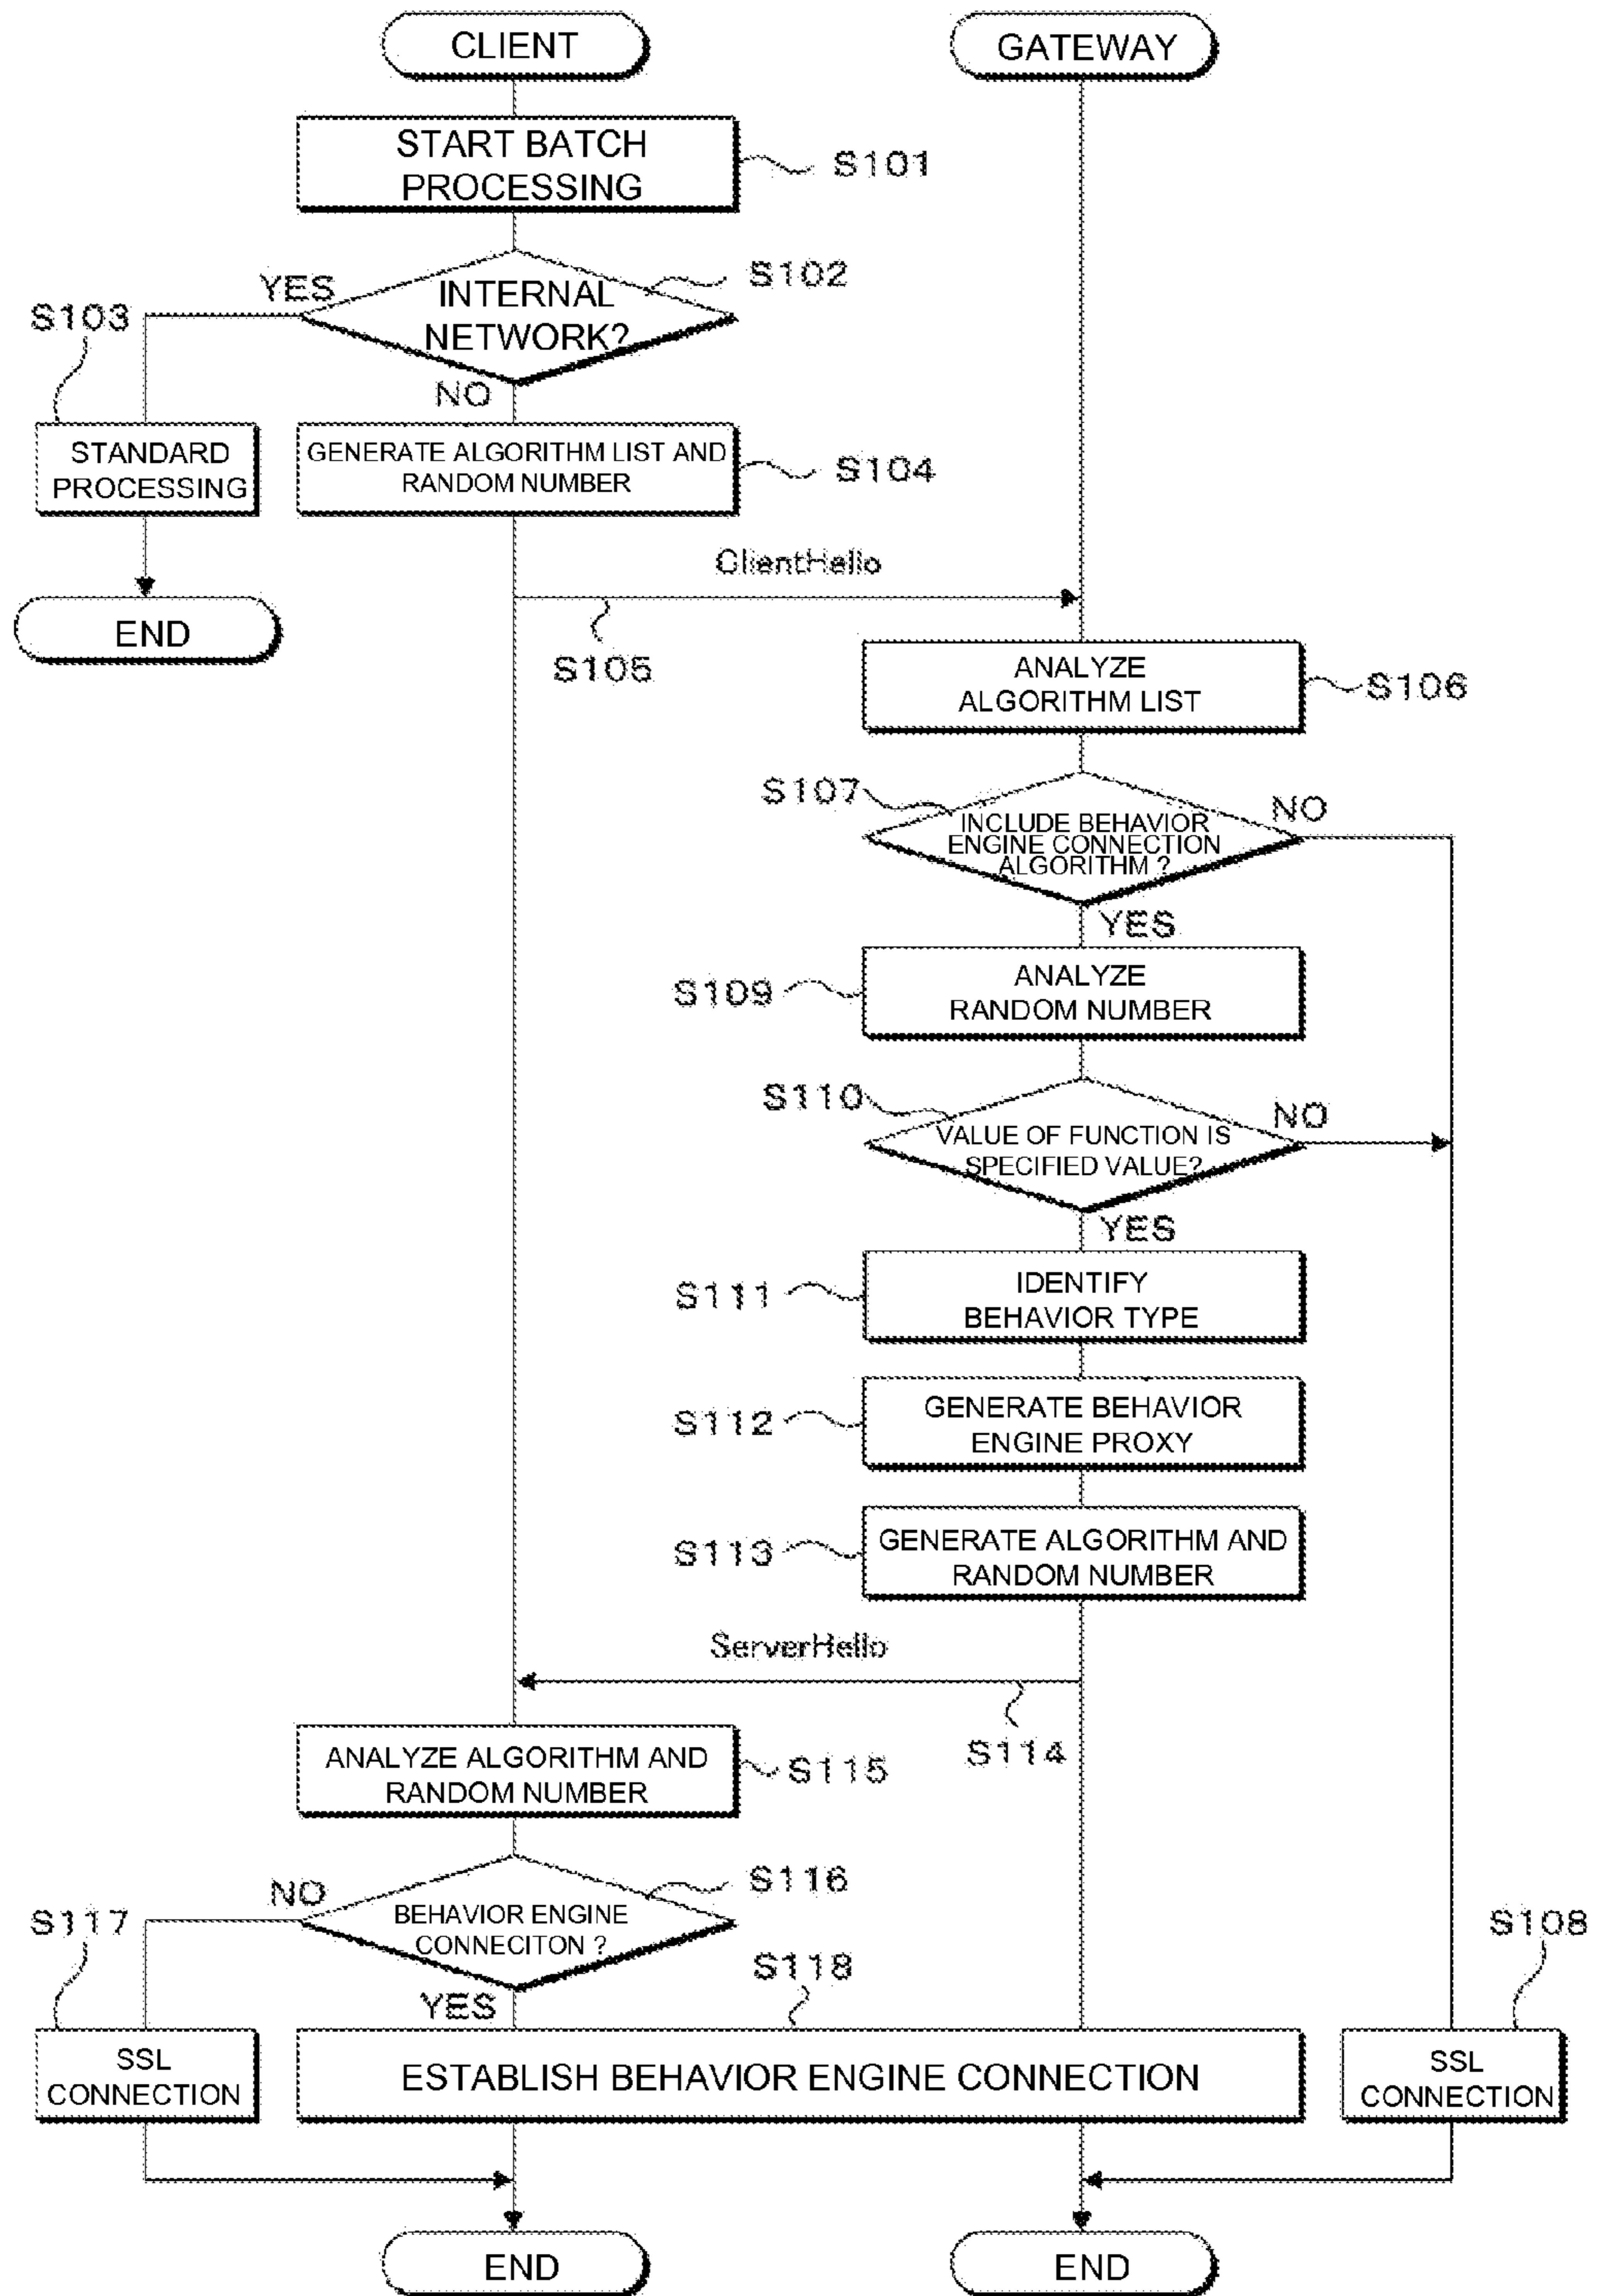 CLIENT
GATEWAY
START BATCH
PROCESSING
S101
S102
YES
INTERNAL
NETWORK?
S103
NO
STANDARD
PROCESSING
GENERATE ALGORITHM LIST AND
RANDOM NUMBER
S104
ClientHello
END
S105
ANALYZE
ALGORITHM LIST
S106
S107
NO
INCLUDE BEHAVIOR
ENGINE CONNECTION
ALGORITHM ?
YES
ANALYZE
RANDOM NUMBER
S109
S110
NO
VALUE OF FUNCTION IS
SPECIFIED VALUE?
YES
IDENTIFY
BEHAVIOR TYPE
S111
GENERATE BEHAVIOR
ENGINE PROXY
S112
GENERATE ALGORITHM AND
RANDOM NUMBER
S113
ServerHello
S114
ANALYZE ALGORITHM AND
RANDOM NUMBER
S115
S116
NO
BEHAVIOR ENGINE
CONNECITON ?
S117
S108
S118
YES
SSL
CONNECTION
ESTABLISH BEHAVIOR ENGINE CONNECTION
SSL
CONNECTION
END
END